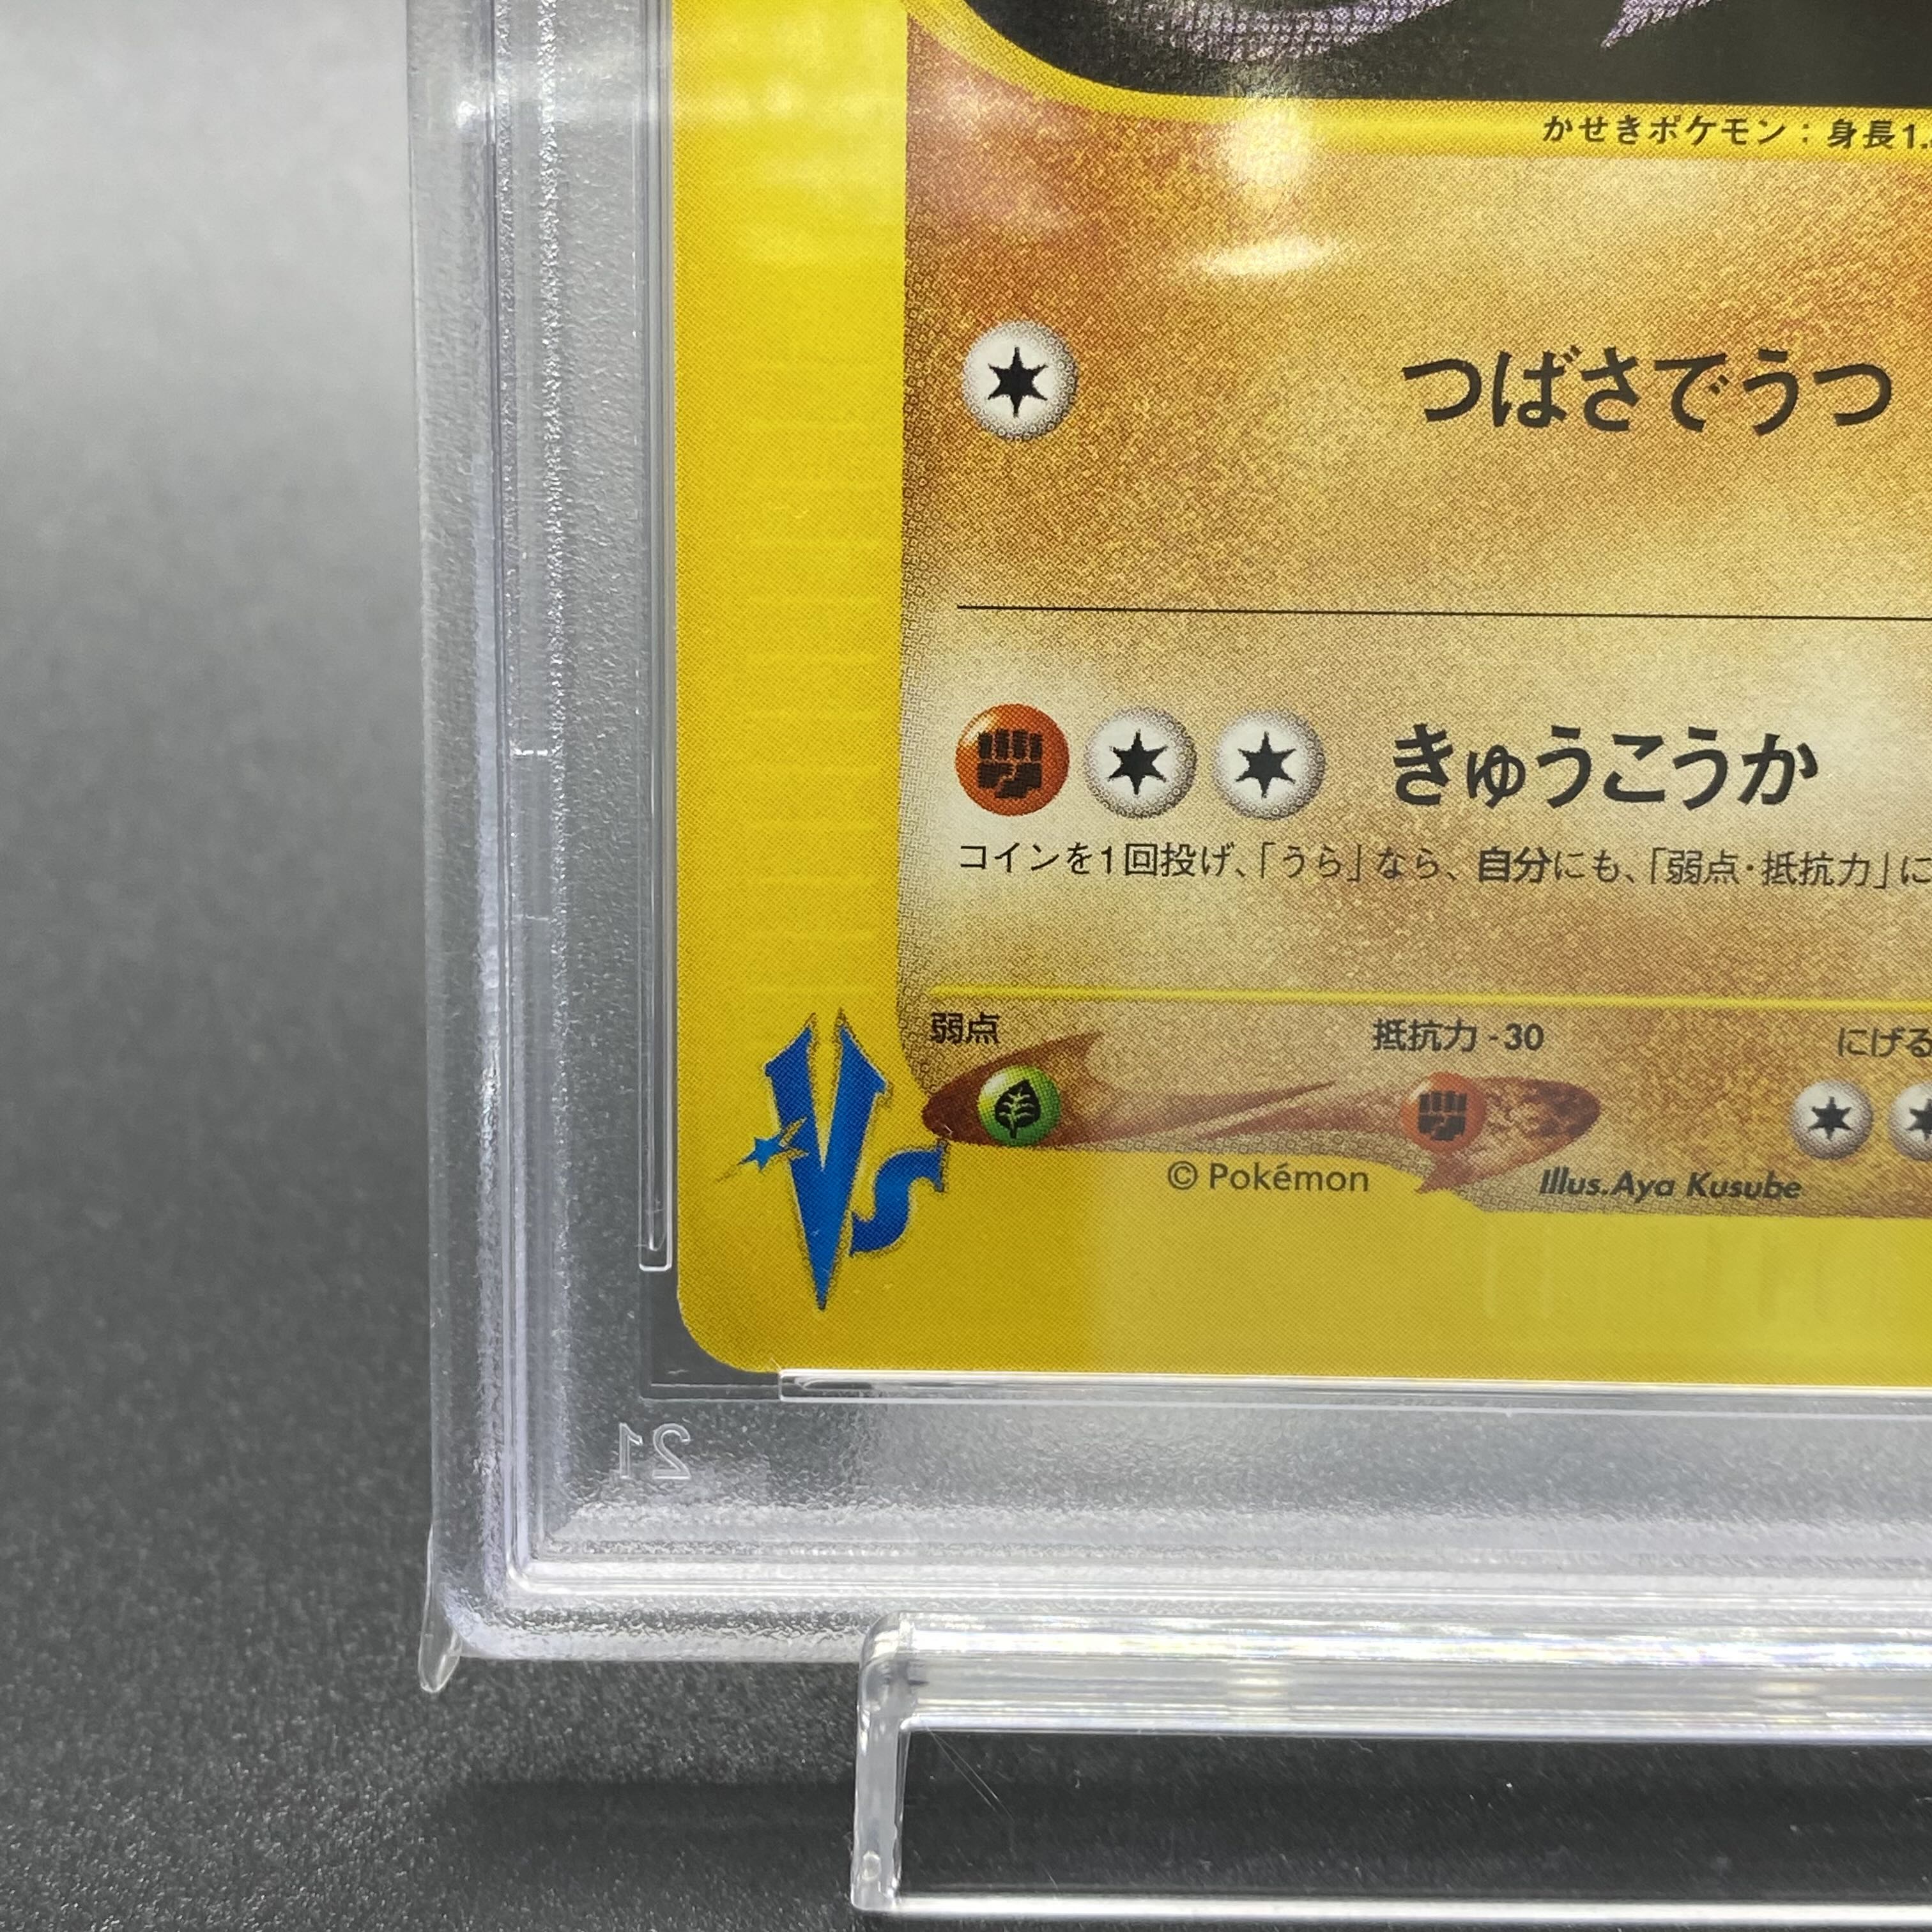 かせきポケモン：身長1.
つばさでうつ
きゅうこうか
コインを1回投げ、「うら」なら、自分にも、「弱点・抵抗力」に
弱点 抵抗力 -30 にげる
© Pokémon Illus.Aya Kusube
Vs
21